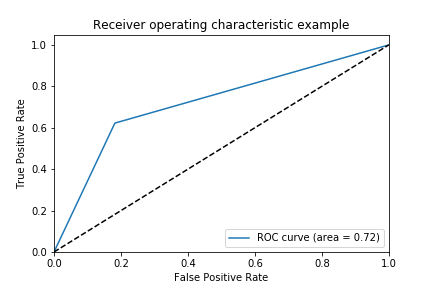 Receiver operating characteristic example
1.0
0.8
0.6
0.4
0.2
0.0
True Positive Rate
ROC curve (area = 0.72)
0.0 0.2 0.4 0.6 0.8 1.0
False Positive Rate